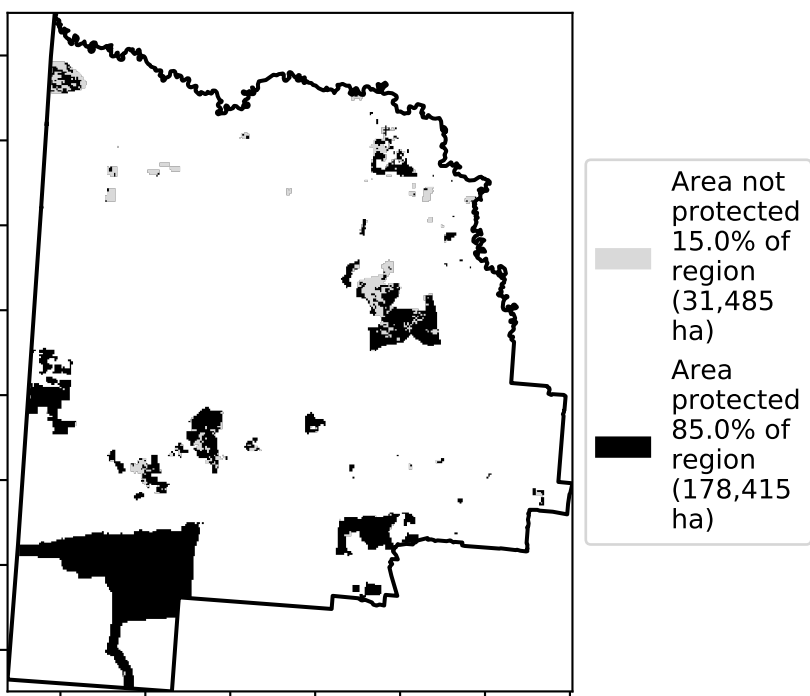 Area not
protected
15.0% of
region
(31,485
ha)
Area
protected
85.0% of
region
(178,415
ha)